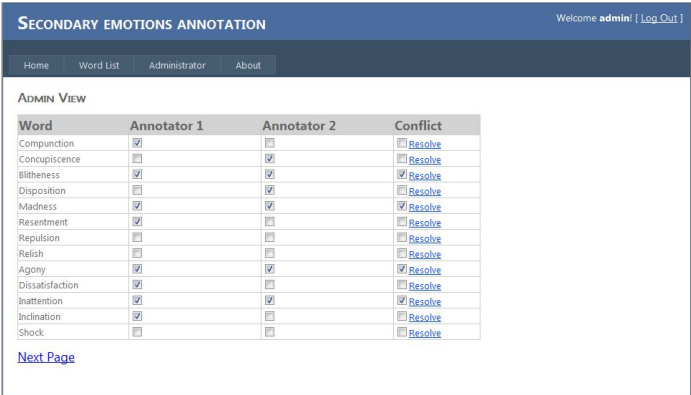 SECONDARY EMOTIONS ANNOTATION
Welcome admin! [ Log Out ]
Home Word List Administrator About
ADMIN VIEW
Word Annotator 1 Annotator 2 Conflict
Compunction Resolve
Concupiscence Resolve
Blitheness Resolve
Disposition Resolve
Madness Resolve
Resentment Resolve
Repulsion Resolve
Relish Resolve
Agony Resolve
Dissatisfaction Resolve
Inattention Resolve
Inclination Resolve
Shock Resolve
Next Page